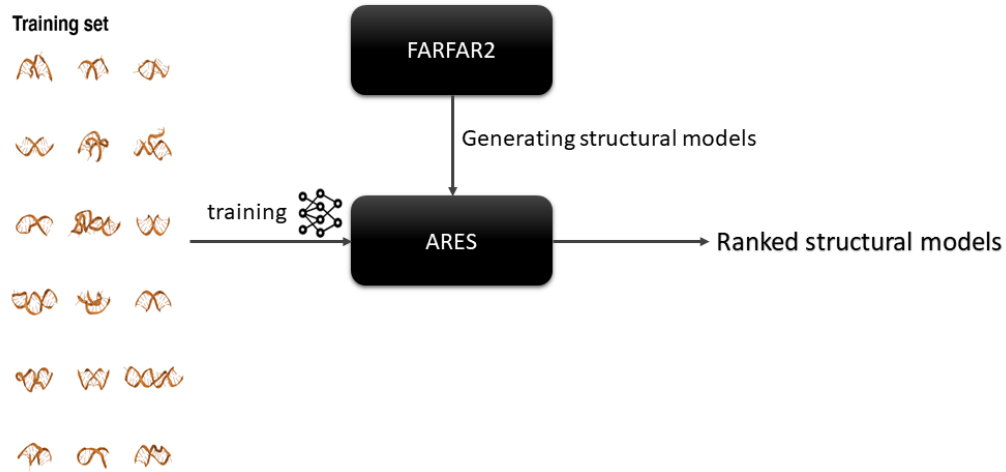 Training set
FARFAR2
Generating structural models
training
ARES
Ranked structural models